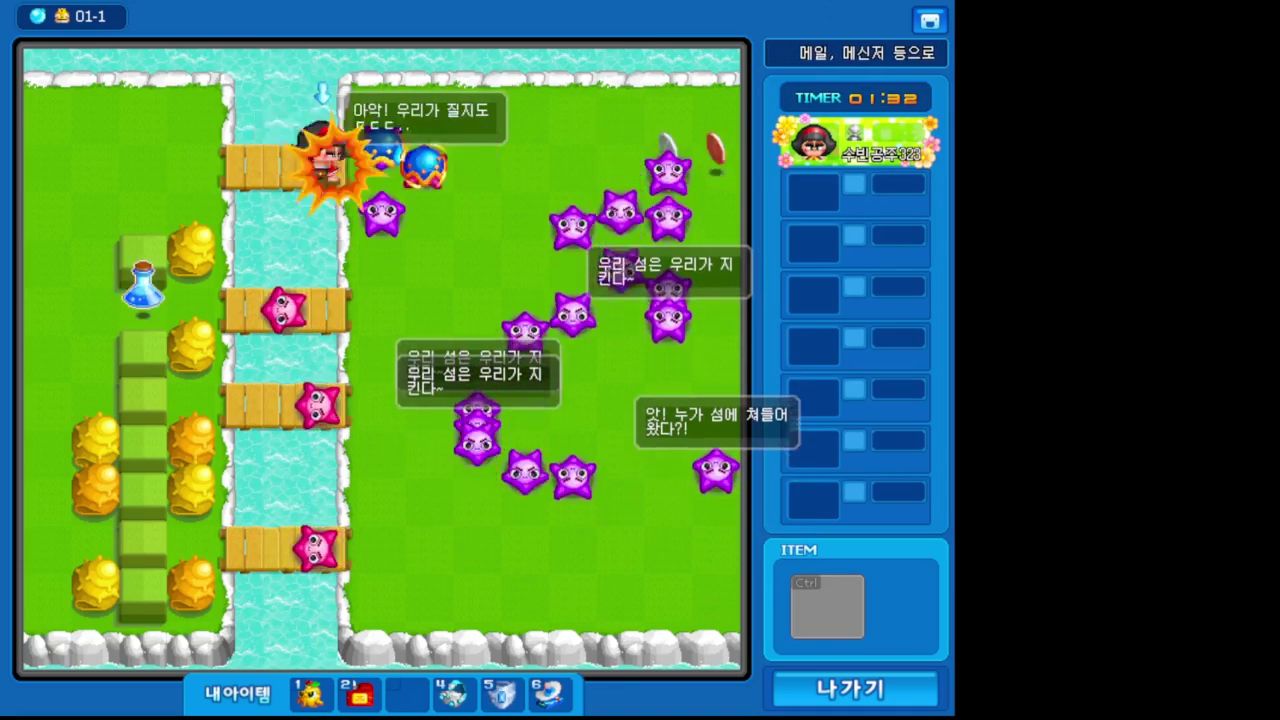 01-1
메일, 메신저 등으로
TIMER 01:32
수빈공주323
아악! 우리가 질지도
우리 섬은 우리가 지
킨다~
우리 섬은 우리가 지
우리 섬은 우리가 지
킨다~
앗! 누가 섬에 쳐들어
왔다?!
ITEM
Ctrl
내아이템
1
2
4
5
6
나가기